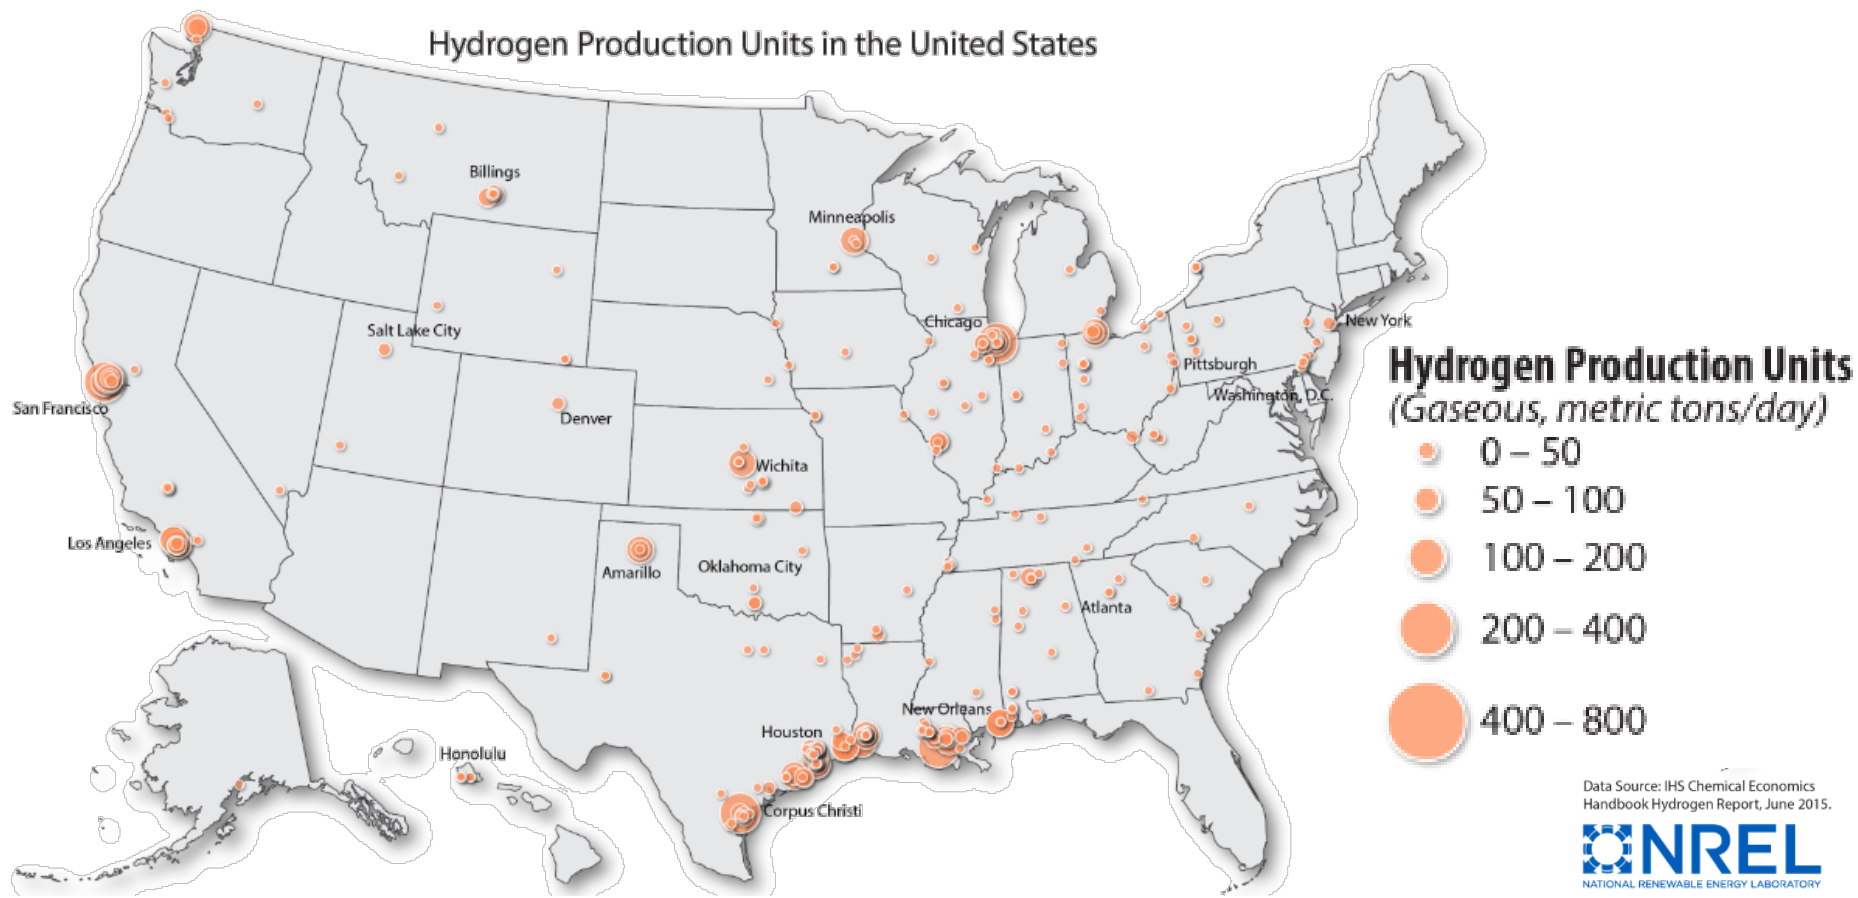 Hydrogen Production Units in the United States
Billings
Minneapolis
Chicago
New York
Salt Lake City
Pittsburgh
Washington, D.C.
San Francisco
Denver
Wichita
Los Angeles
Amarillo
Oklahoma City
Atlanta
New Orleans
Houston
Honolulu
Corpus Christi
Hydrogen Production Units
(Gaseous, metric tons/day)
0 – 50
50 – 100
100 – 200
200 – 400
400 – 800
Data Source: IHS Chemical Economics
Handbook Hydrogen Report, June 2015.
NREL
NATIONAL RENEWABLE ENERGY LABORATORY